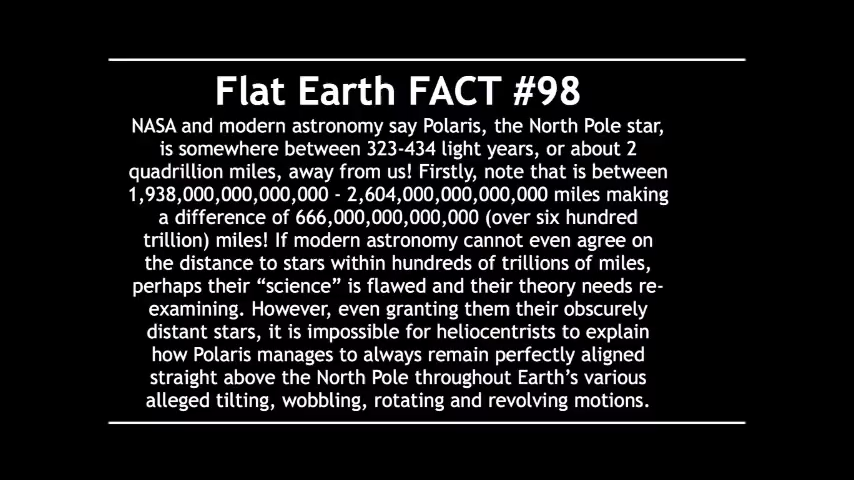 Flat Earth FACT #98
NASA and modern astronomy say Polaris, the North Pole star,
is somewhere between 323-434 light years, or about 2
quadrillion miles, away from us! Firstly, note that is between
1,938,000,000,000,000 - 2,604,000,000,000,000 miles making
a difference of 666,000,000,000,000 (over six hundred
trillion) miles! If modern astronomy cannot even agree on
the distance to stars within hundreds of trillions of miles,
perhaps their “science” is flawed and their theory needs re-
examining. However, even granting them their obscurely
distant stars, it is impossible for heliocentrists to explain
how Polaris manages to always remain perfectly aligned
straight above the North Pole throughout Earth’s various
alleged tilting, wobbling, rotating and revolving motions.